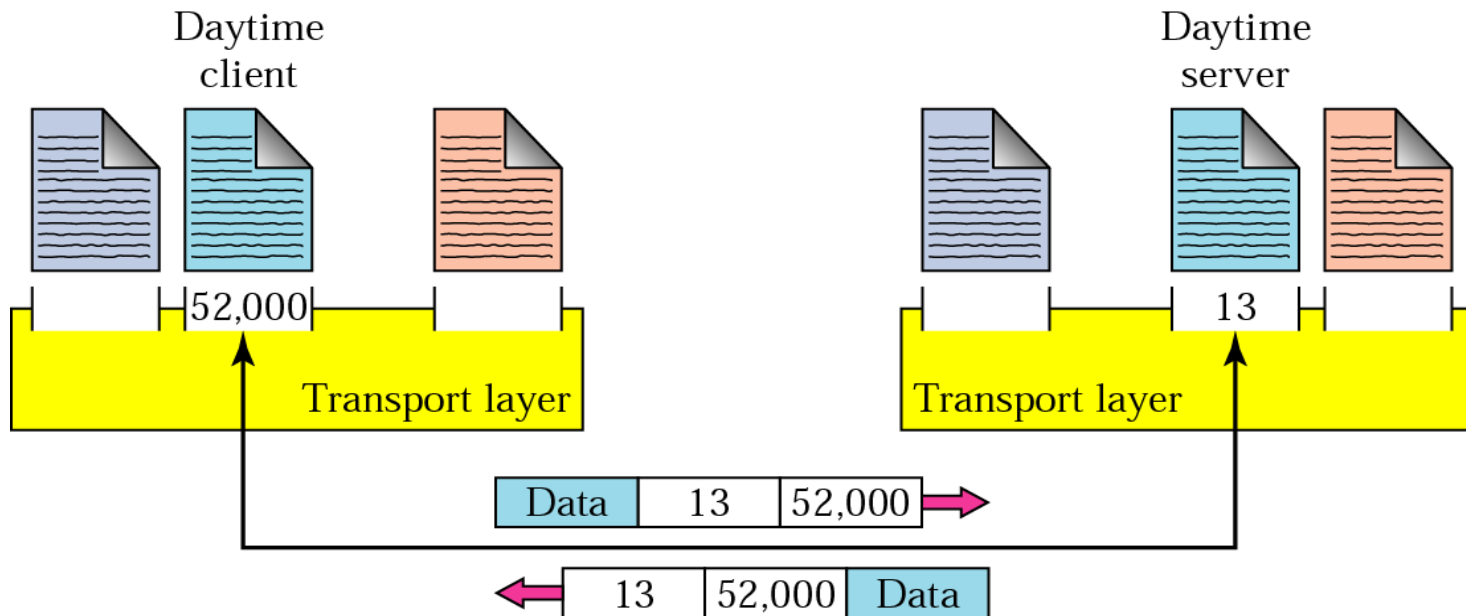 Daytime
client
Daytime
server
52,000
13
Transport layer
Transport layer
Data 13 52,000
13 52,000 Data